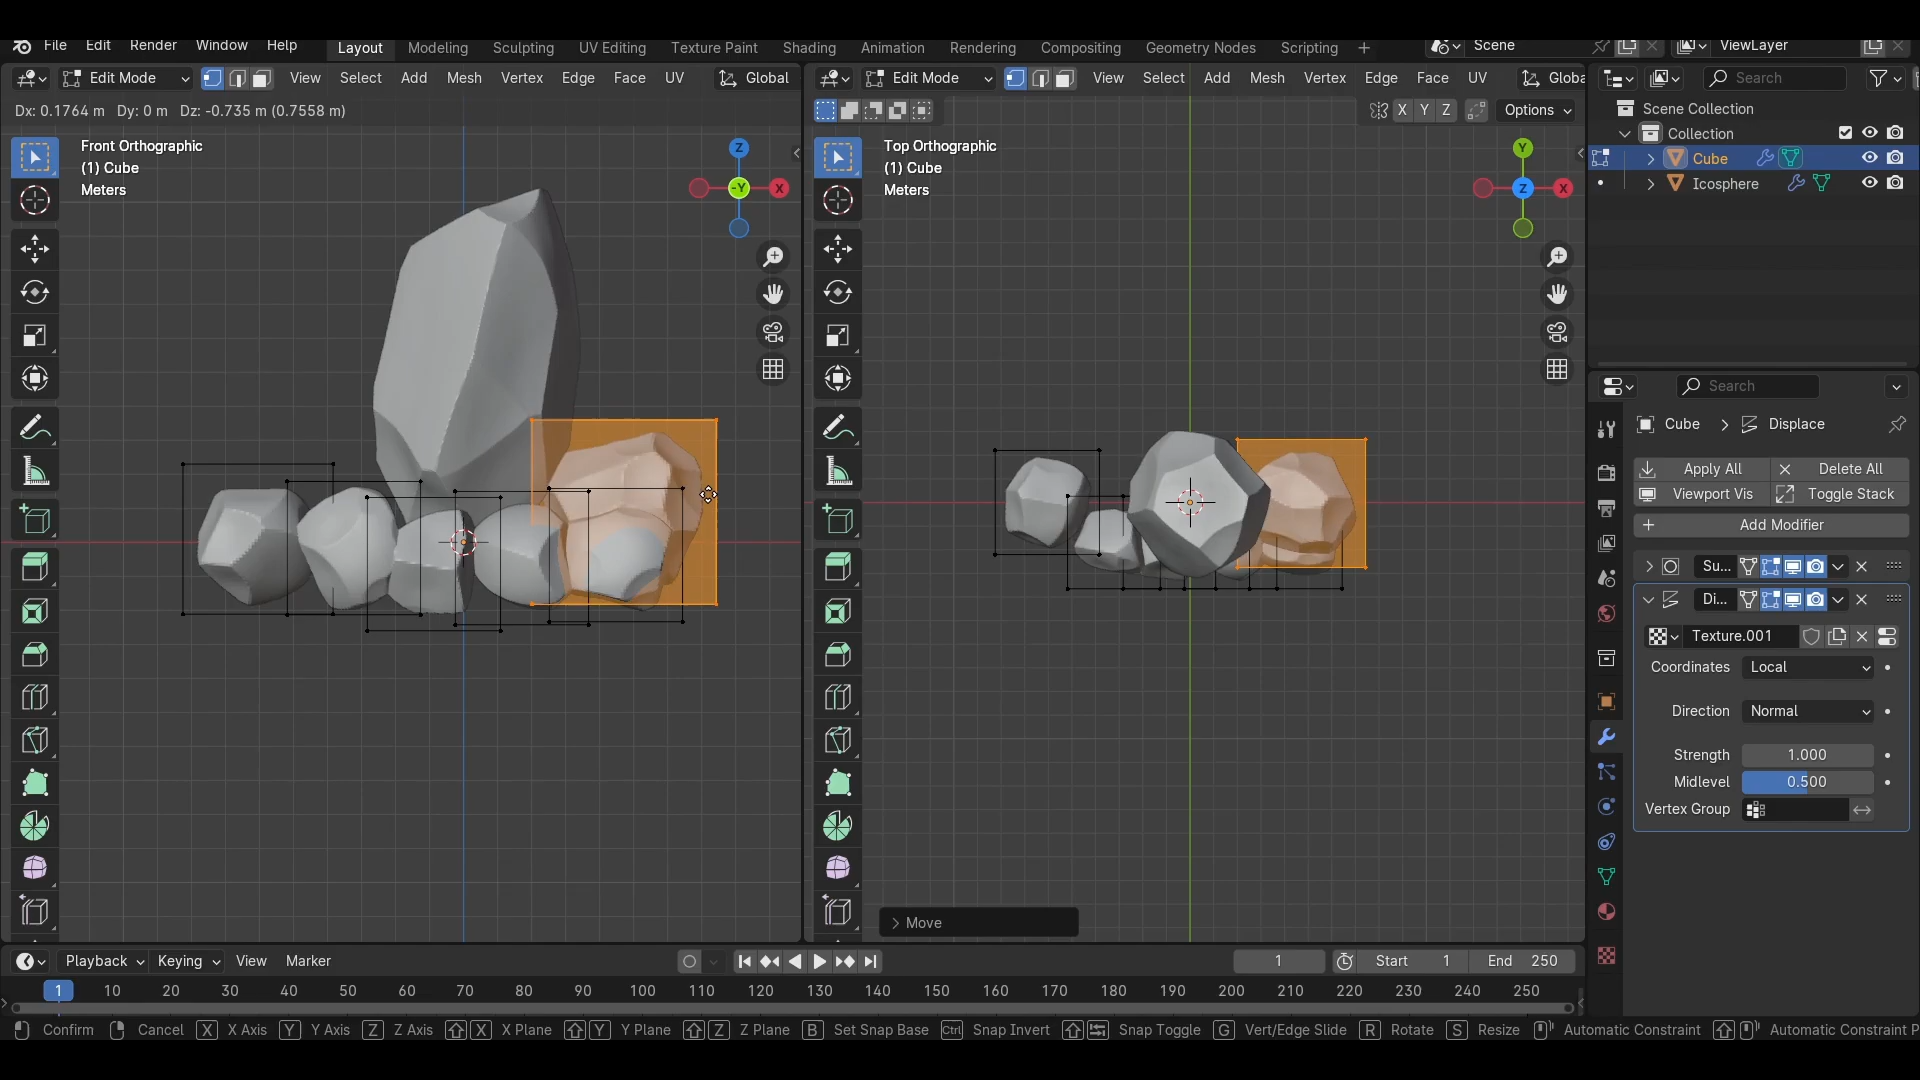 File Edit Render Window Help Layout Modeling Sculpting UV Editing Texture Paint Shading Animation Rendering Compositing Geometry Nodes Scripting + Scene ViewLayer
Edit Mode View Select Add Mesh Vertex Edge Face UV Global Edit Mode View Select Add Mesh Vertex Edge Face UV Globa Search
Dx: 0.1764 m Dy: 0 m Dz: -0.735 m (0.7558 m) X Y Z Options
Scene Collection
Collection
Cube
Icosphere
Front Orthographic
(1) Cube
Meters
Z
-Y
X
Top Orthographic
(1) Cube
Meters
Y
Z
X
Search
Cube > Displace
Apply All Delete All
Viewport Vis Toggle Stack
+ Add Modifier
Su...
Di...
Texture.001
Coordinates Local
Direction Normal
Strength 1.000
Midlevel 0.500
Vertex Group
> Move
Playback Keying View Marker 1 Start 1 End 250
1 10 20 30 40 50 60 70 80 90 100 110 120 130 140 150 160 170 180 190 200 210 220 230 240 250
Confirm Cancel X X Axis Y Y Axis Z Z Axis X X Plane Y Y Plane Z Z Plane B Set Snap Base Ctrl Snap Invert Snap Toggle G Vert/Edge Slide R Rotate S Resize Automatic Constraint Automatic Constraint P